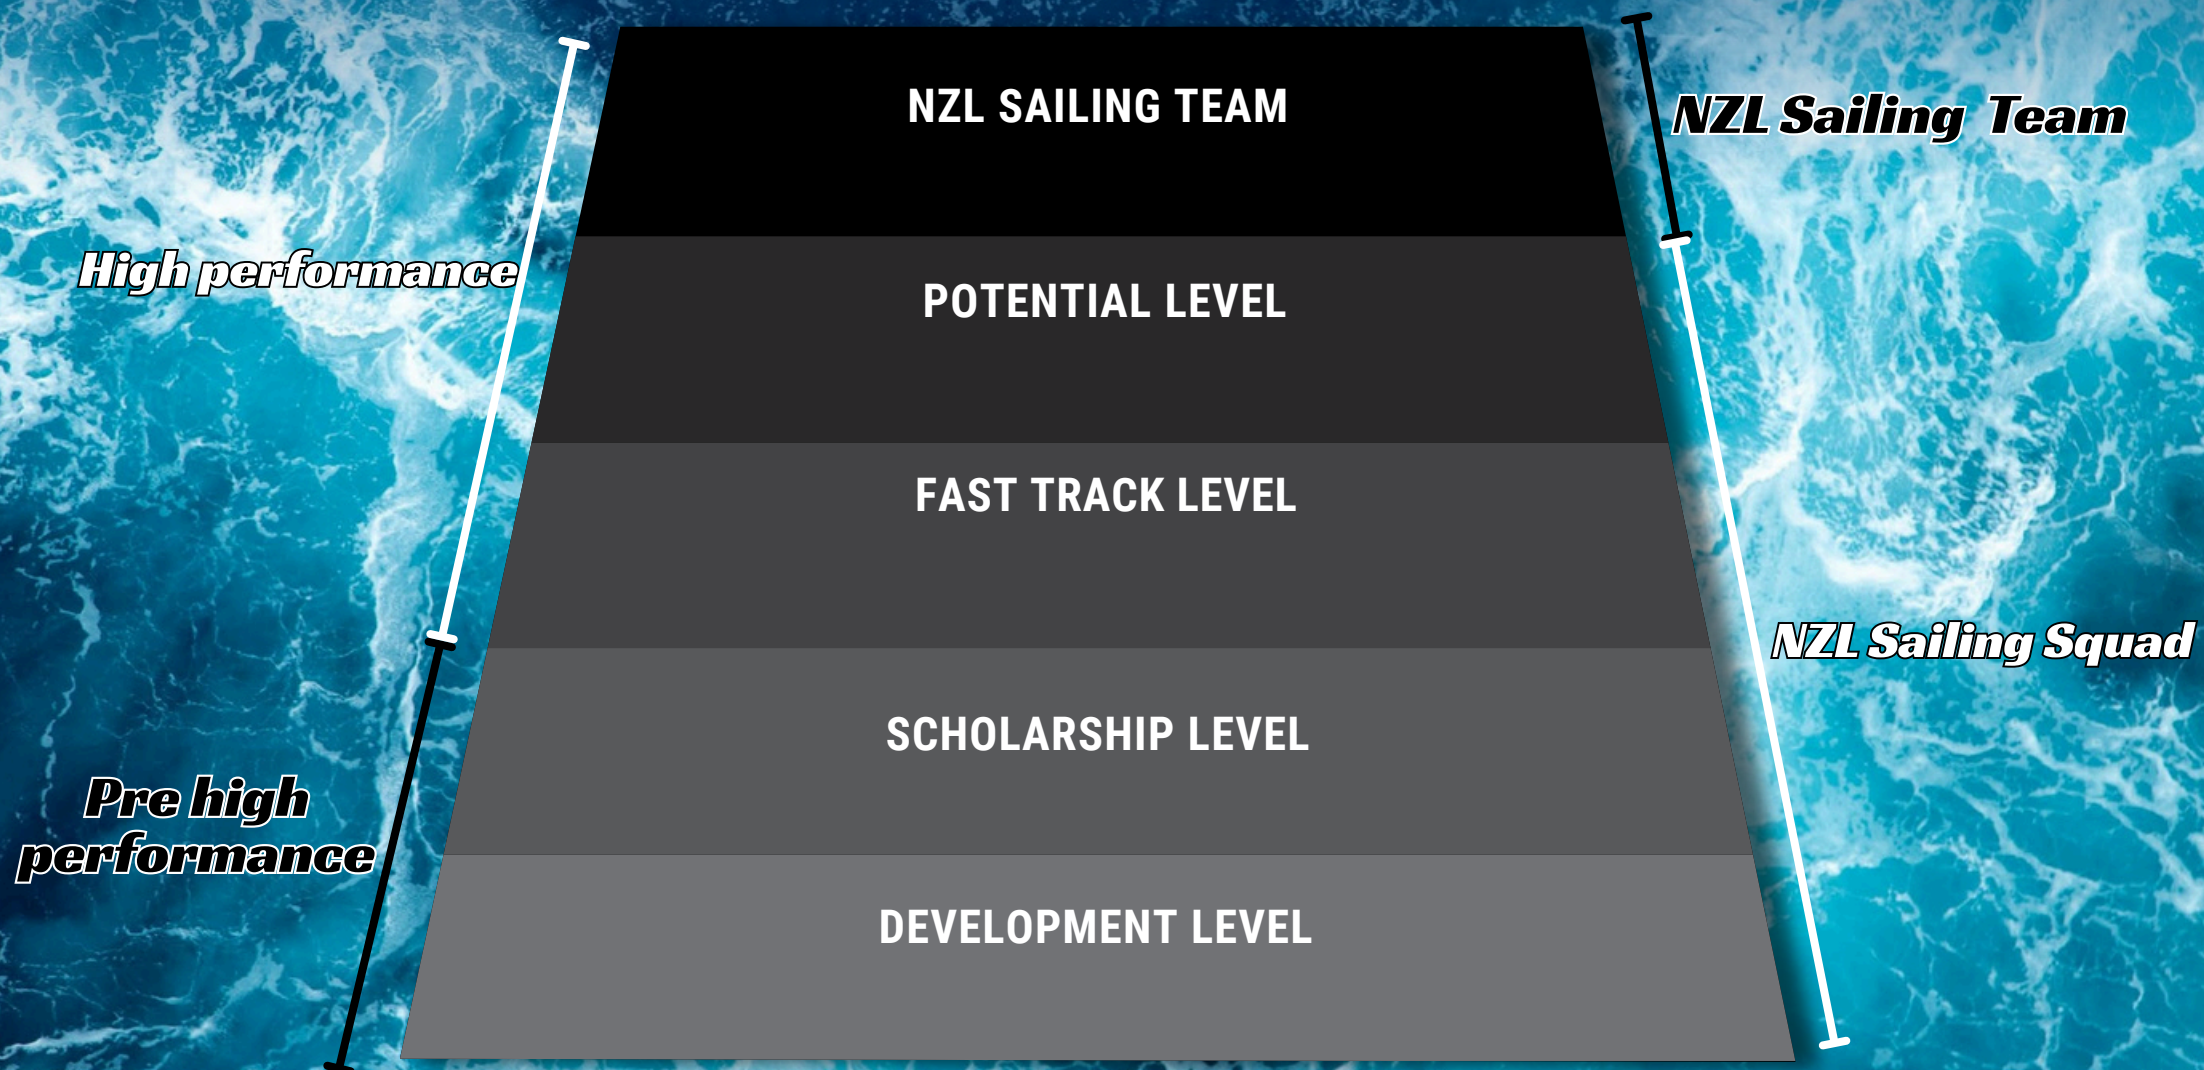 NZL SAILING TEAM
NZL Sailing Team
High performance
POTENTIAL LEVEL
FAST TRACK LEVEL
NZL Sailing Squad
SCHOLARSHIP LEVEL
Pre high
performance
DEVELOPMENT LEVEL